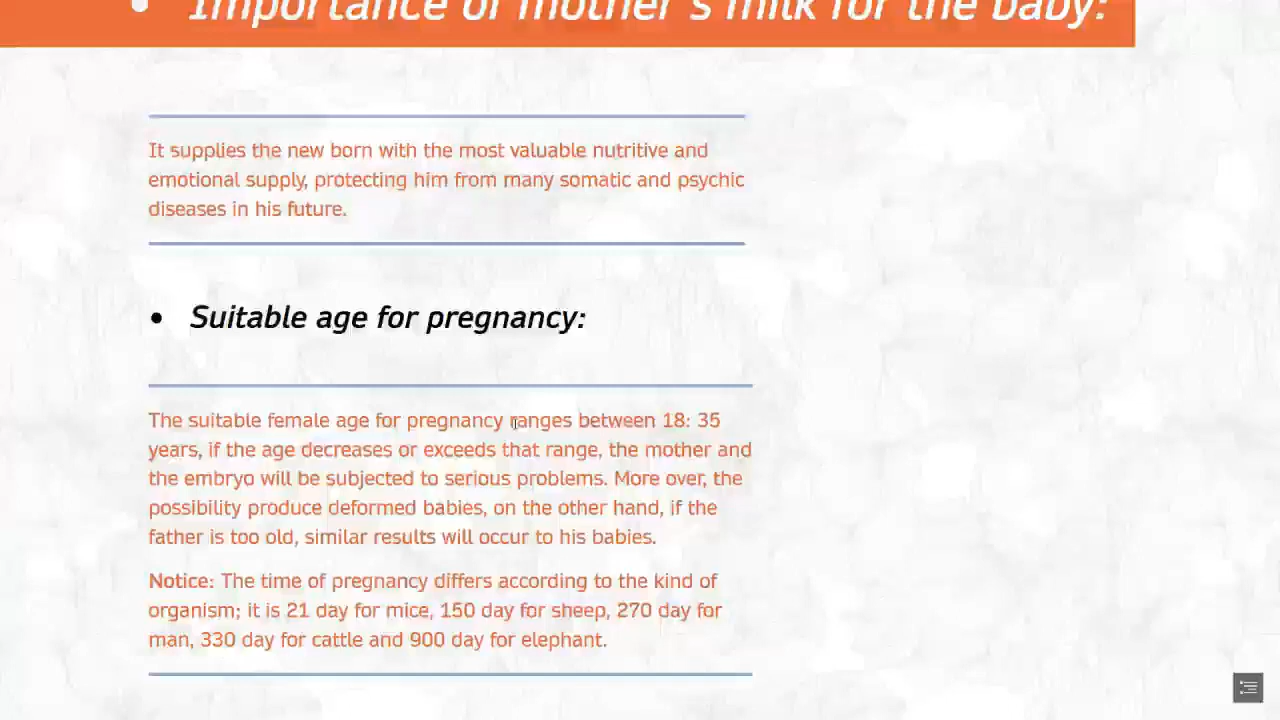 • Importance of mother's milk for the baby:
It supplies the new born with the most valuable nutritive and
emotional supply, protecting him from many somatic and psychic
diseases in his future.
• Suitable age for pregnancy:
The suitable female age for pregnancy ranges between 18: 35
years, if the age decreases or exceeds that range, the mother and
the embryo will be subjected to serious problems. More over, the
possibility produce deformed babies, on the other hand, if the
father is too old, similar results will occur to his babies.
Notice: The time of pregnancy differs according to the kind of
organism; it is 21 day for mice, 150 day for sheep, 270 day for
man, 330 day for cattle and 900 day for elephant.